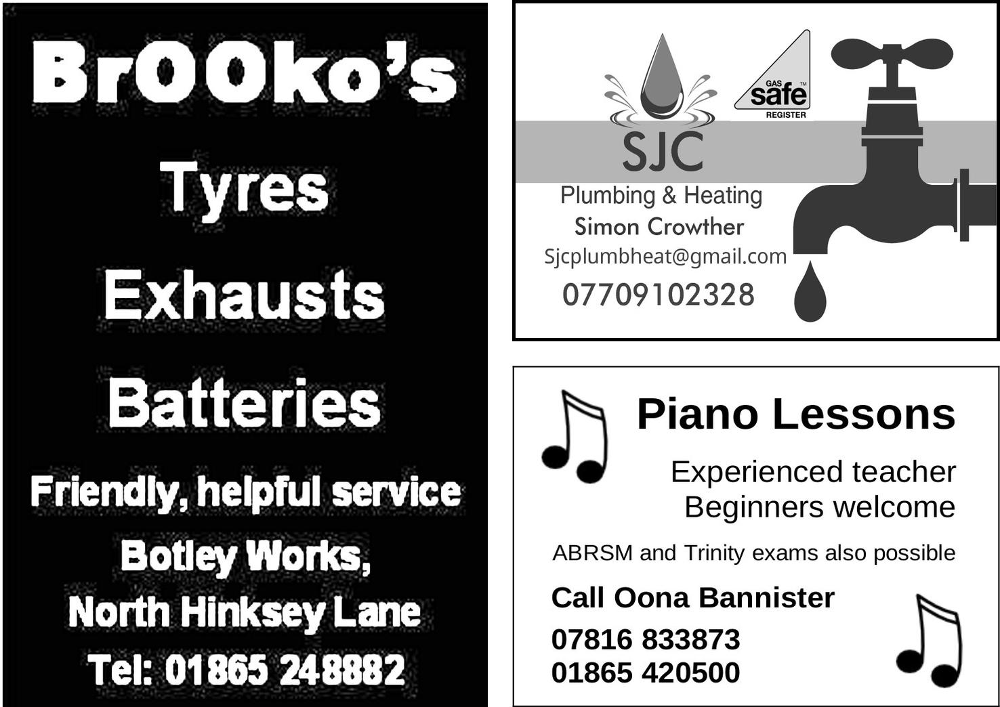 BrOOko's
Tyres
Exhausts
Batteries
Friendly, helpful service
Botley Works,
North Hinksey Lane
Tel: 01865 248882
GAS
safe™
REGISTER
SJC
Plumbing & Heating
Simon Crowther
Sjcplumbheat@gmail.com
07709102328
Piano Lessons
Experienced teacher
Beginners welcome
ABRSM and Trinity exams also possible
Call Oona Bannister
07816 833873
01865 420500